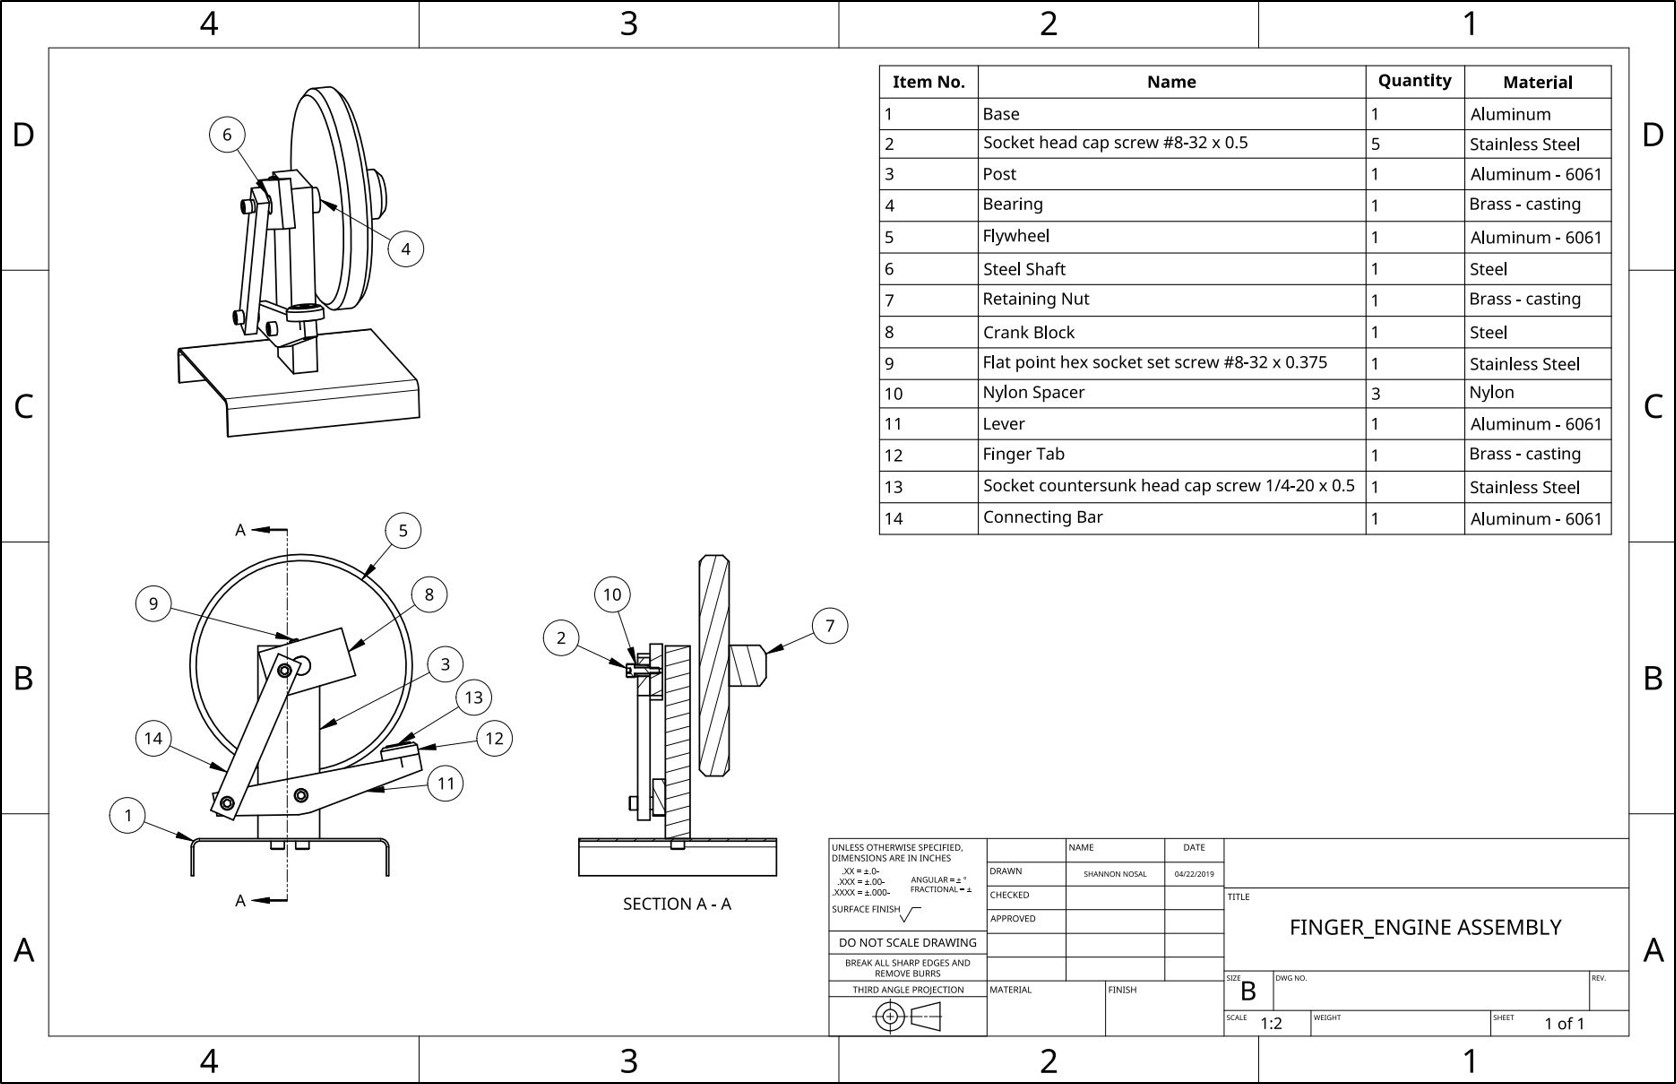 4 3 2 1
D D
C C
B B
A A
6
4
Item No. Name Quantity Material
1 Base 1 Aluminum
2 Socket head cap screw #8-32 x 0.5 5 Stainless Steel
3 Post 1 Aluminum - 6061
4 Bearing 1 Brass - casting
5 Flywheel 1 Aluminum - 6061
6 Steel Shaft 1 Steel
7 Retaining Nut 1 Brass - casting
8 Crank Block 1 Steel
9 Flat point hex socket set screw #8-32 x 0.375 1 Stainless Steel
10 Nylon Spacer 3 Nylon
11 Lever 1 Aluminum - 6061
12 Finger Tab 1 Brass - casting
13 Socket countersunk head cap screw 1/4-20 x 0.5 1 Stainless Steel
14 Connecting Bar 1 Aluminum - 6061
A
5
9
8
3
13
14
12
11
1
A
10
2
7
SECTION A - A
UNLESS OTHERWISE SPECIFIED,
DIMENSIONS ARE IN INCHES
.XX = ±.0-
.XXX = ±.00-
.XXXX = ±.000-
ANGULAR = ± °
FRACTIONAL = ±
SURFACE FINISH
DO NOT SCALE DRAWING
BREAK ALL SHARP EDGES AND
REMOVE BURRS
THIRD ANGLE PROJECTION
NAME DATE
DRAWN SHANNON NOSAL 04/22/2019
CHECKED
APPROVED
MATERIAL FINISH
TITLE
FINGER_ENGINE ASSEMBLY
SIZE
B
DWG NO.
REV.
SCALE 1:2 WEIGHT SHEET 1 of 1
4 3 2 1